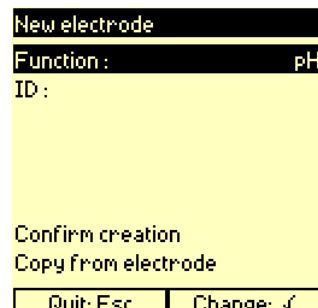 New electrode
Function : pH
ID :
Confirm creation
Copy from electrode
Quit: Esc Change: √